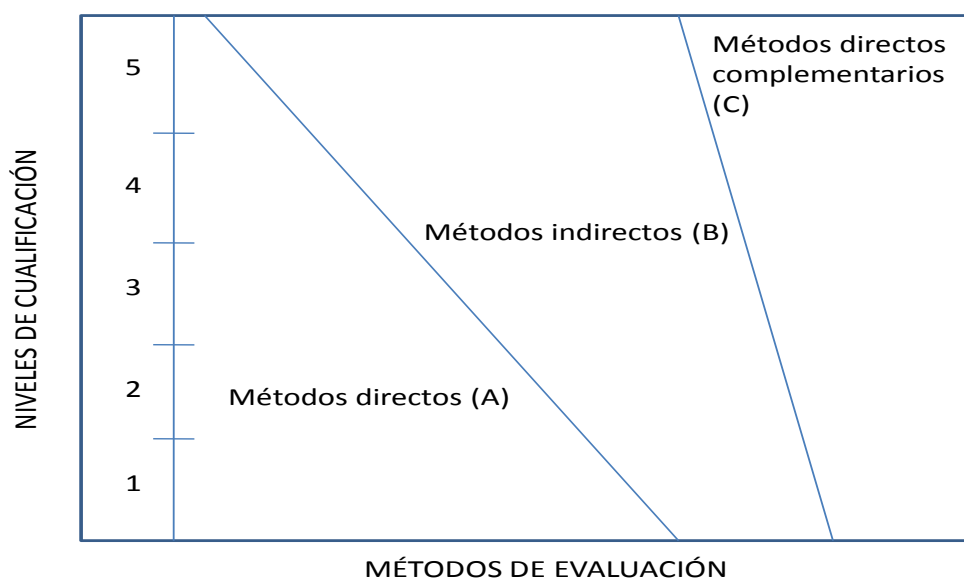 NIVELES DE CUALIFICACIÓN
5
4
3
2
1
Métodos directos
complementarios
(C)
Métodos indirectos (B)
Métodos directos (A)
MÉTODOS DE EVALUACIÓN